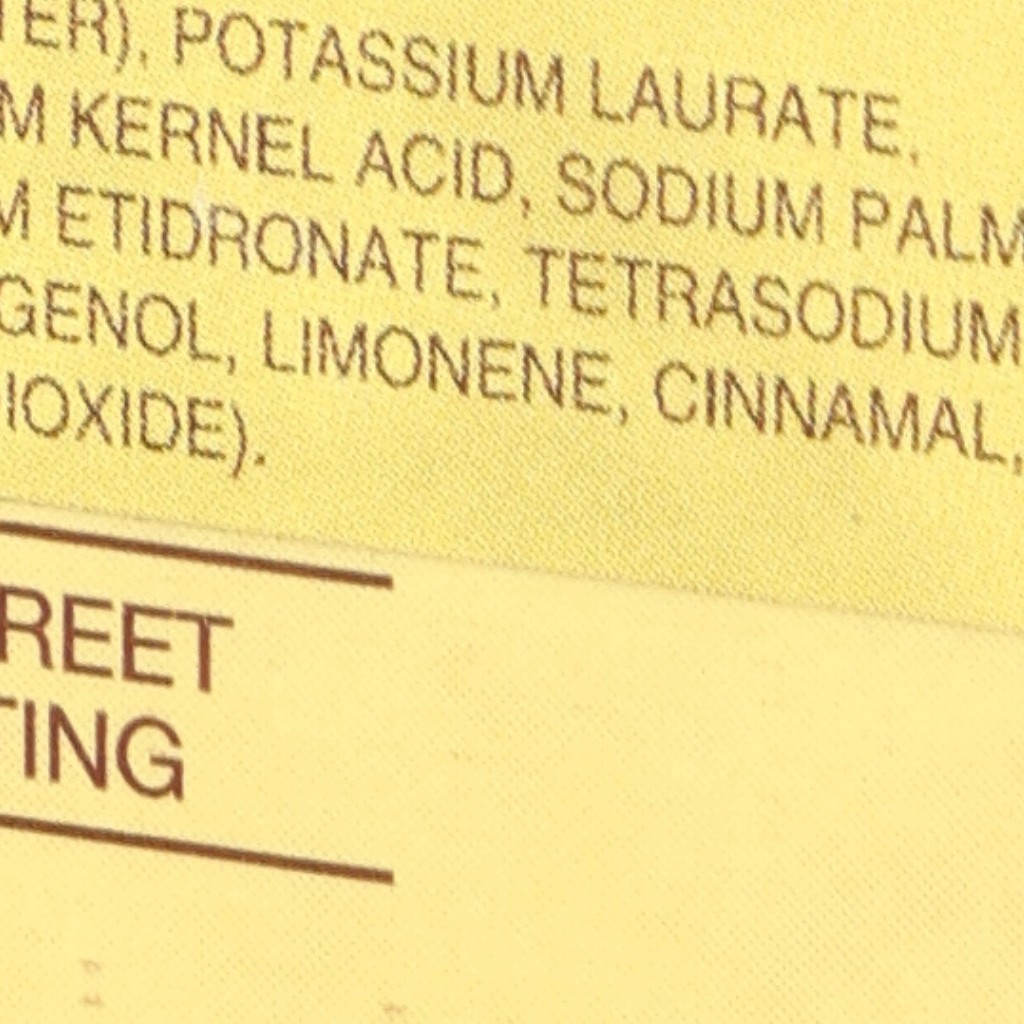 TER), POTASSIUM LAURATE,
M KERNEL ACID, SODIUM PALM
M ETIDRONATE, TETRASODIUM
GENOL, LIMONENE, CINNAMAL,
IOXIDE).
REET
TING